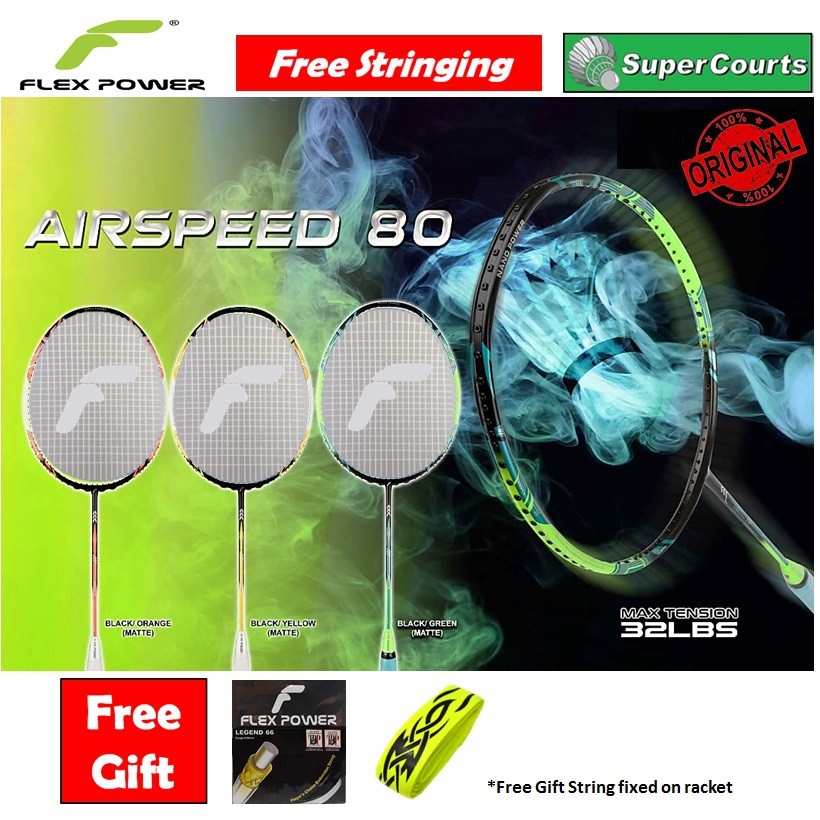 ®
FLEX POWER
Free Stringing
SuperCourts
100%
ORIGINAL
100%
AIRSPEED 80
NANO POWER
BLACK/ ORANGE
(MATTE)
BLACK/ YELLOW
(MATTE)
BLACK/ GREEN
(MATTE)
MAX TENSION
32LBS
Free
Gift
FLEX POWER
LEGEND 66
*Free Gift String fixed on racket